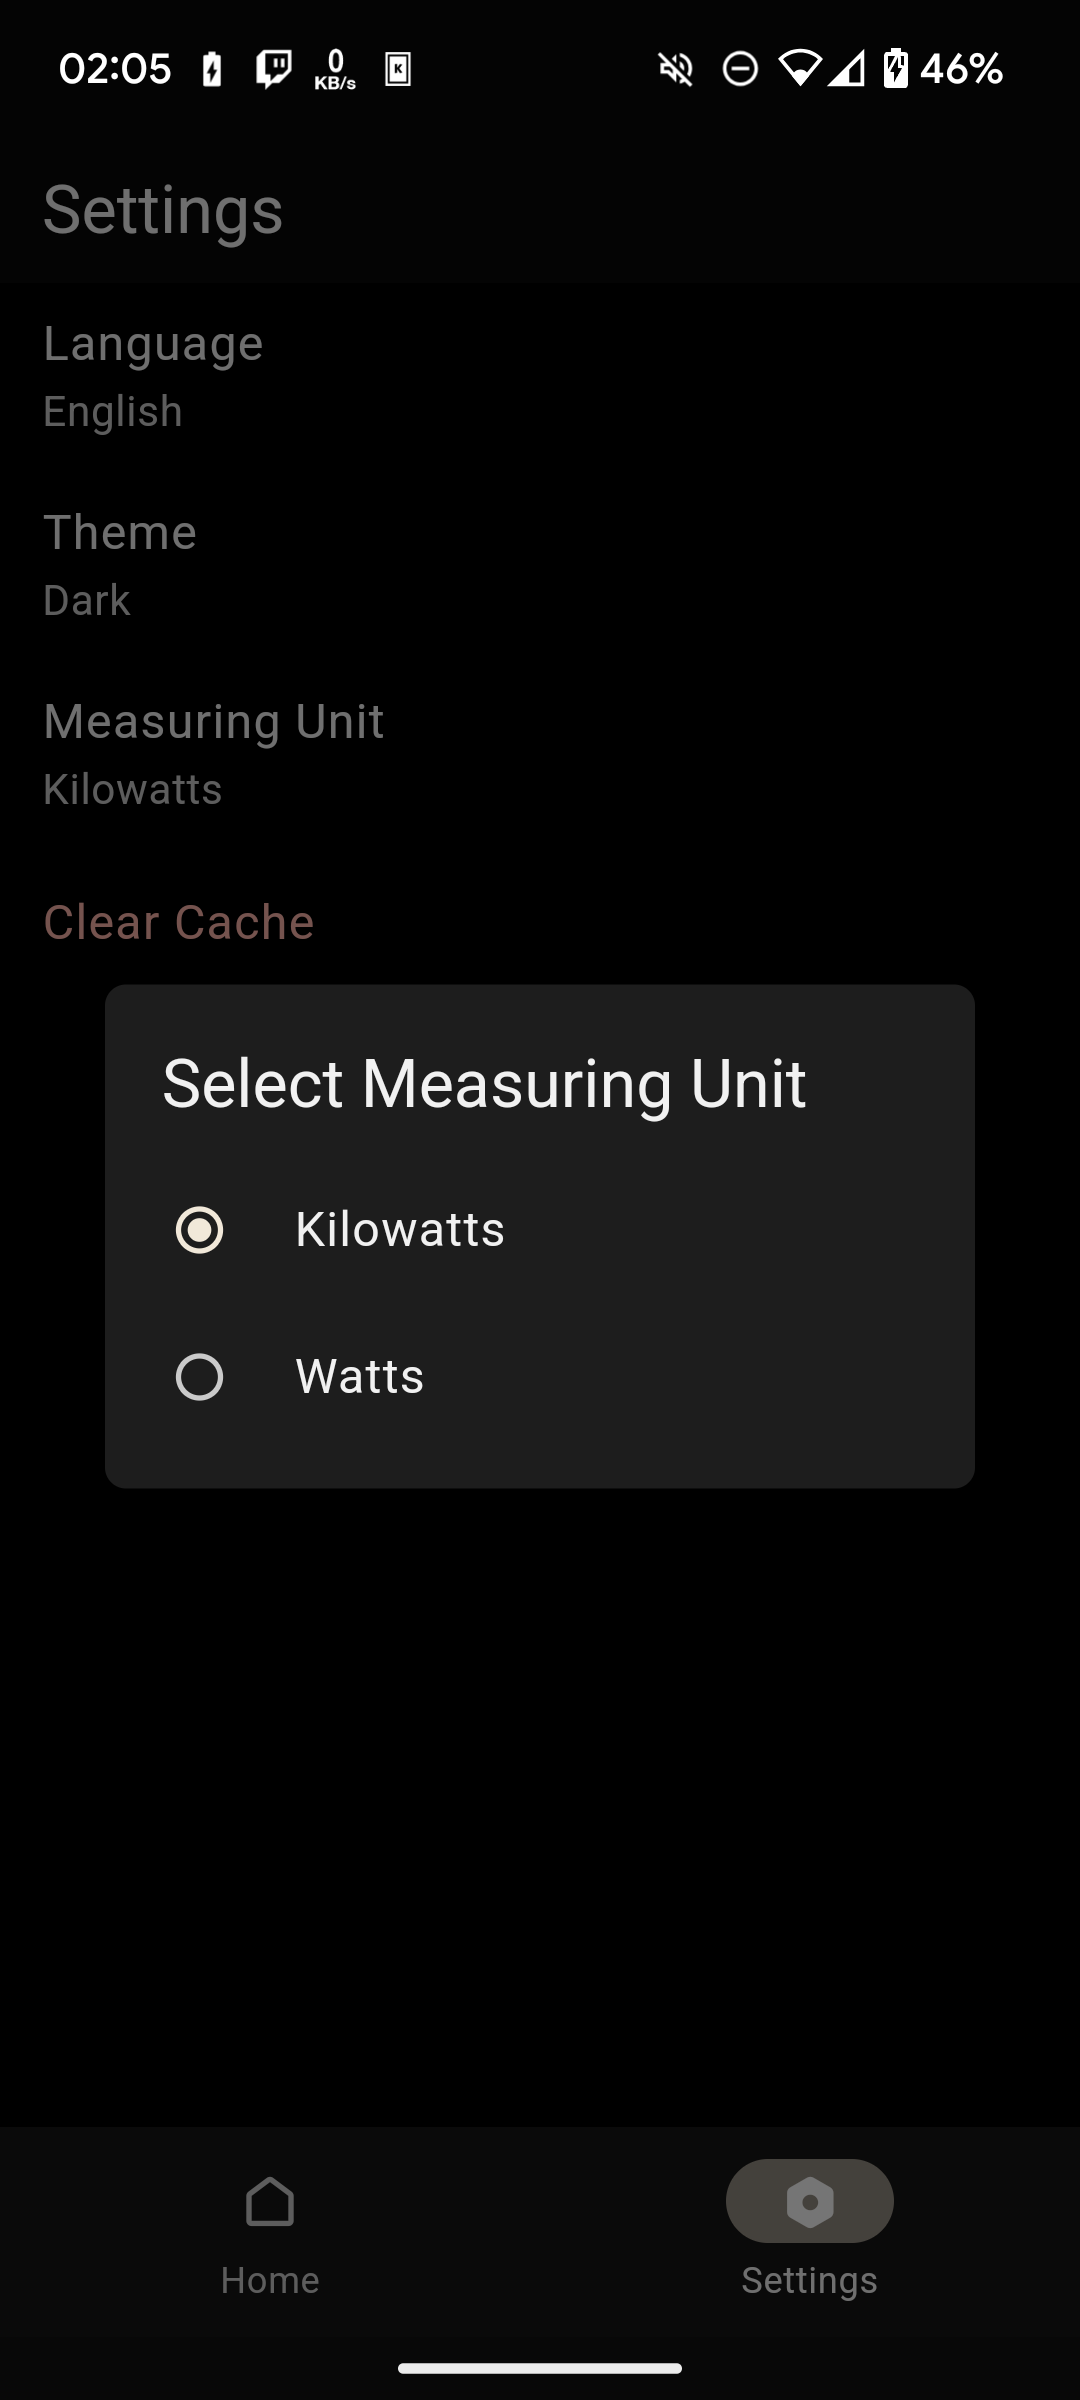 02:05 0 KB/s K 46%
Settings
Language
English
Theme
Dark
Measuring Unit
Kilowatts
Clear Cache
Select Measuring Unit
Kilowatts
Watts
Home Settings